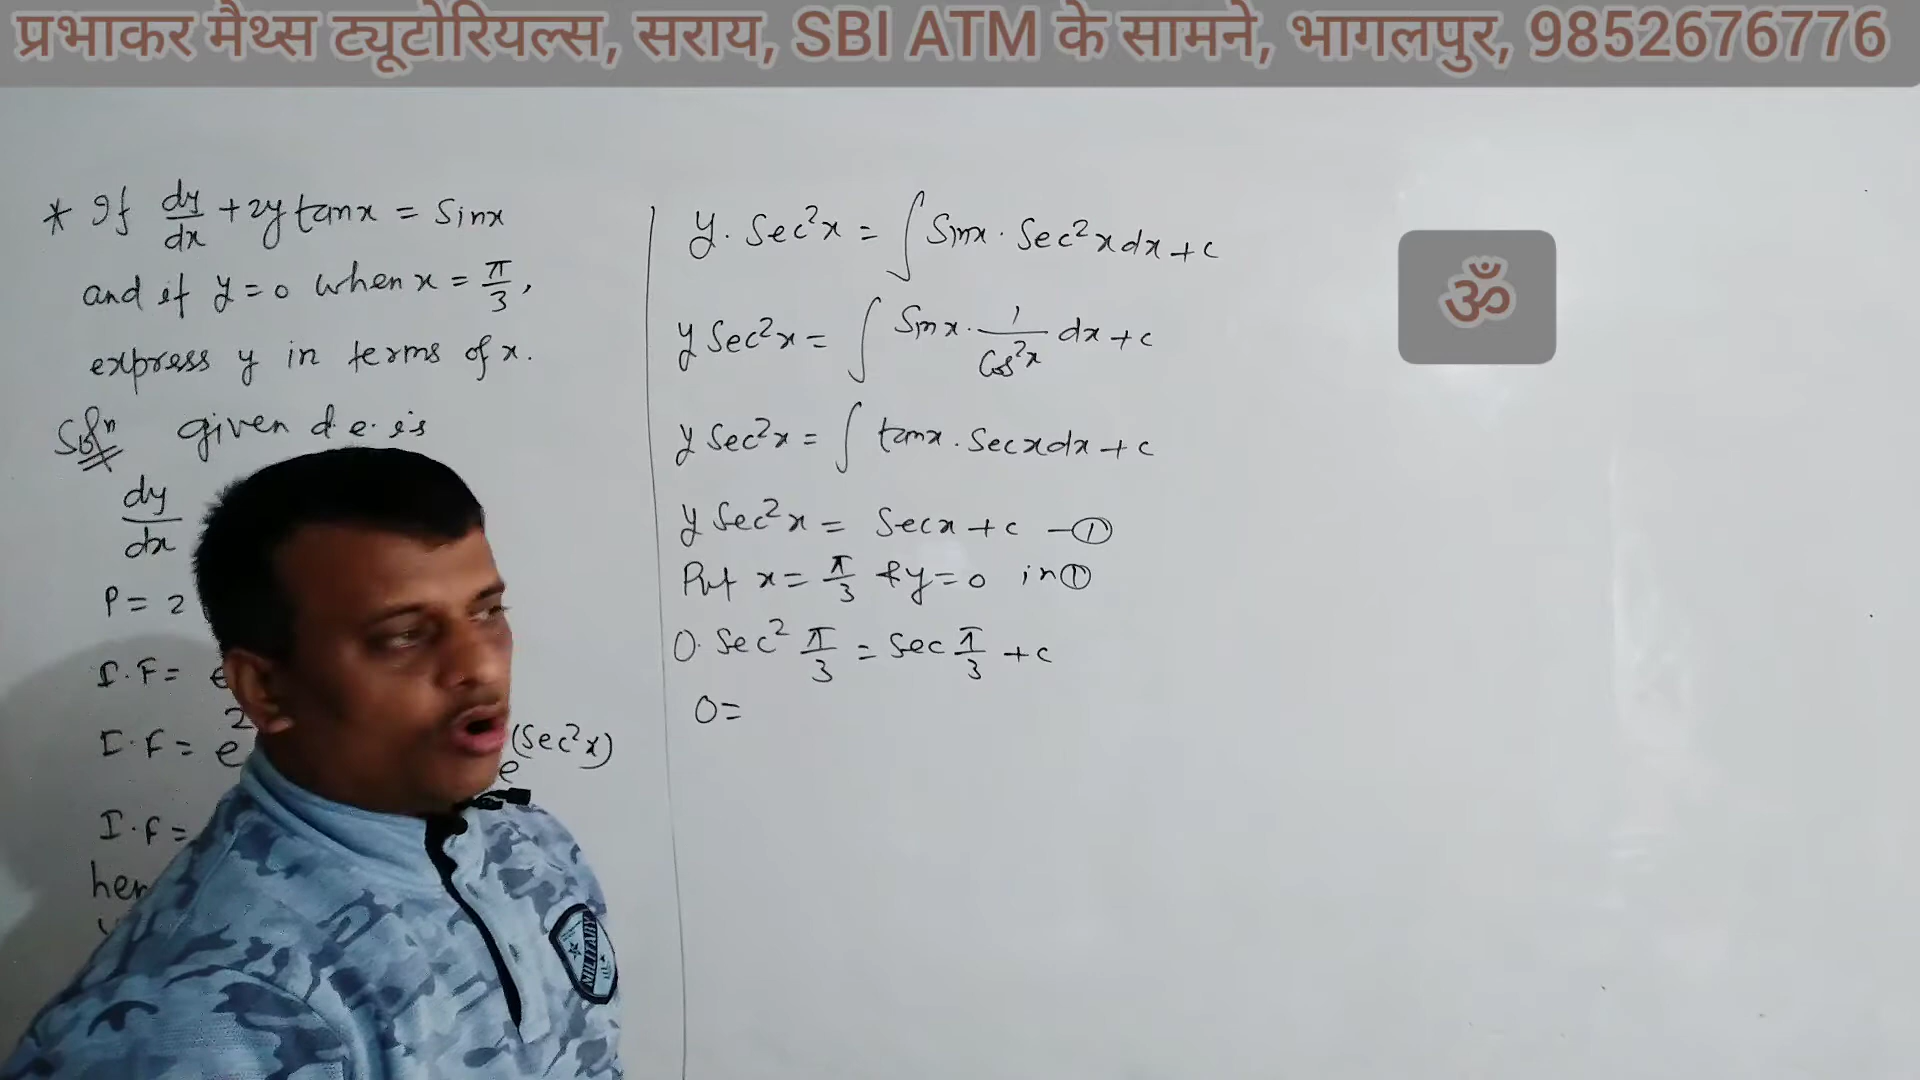 प्रभाकर मैथ्स ट्यूटोरियल्स, सराय, SBI ATM के सामने, भागलपुर, 9852676776
* If dy/dx + 2y tanx = Sinx
and if y = 0 when x = π/3,
express y in terms of x.
Solⁿ given d.e. is
dy/dx
P = 2
I.F =
I.F = e² e^(Sec²x)
I.F =
y. Sec²x = ∫ Sinx. Sec²x dx + c
y Sec²x = ∫ Sinx. 1/Cos²x dx + c
y Sec²x = ∫ tanx. Secx dx + c
y Sec²x = Secx + c —①
Put x = π/3 & y = 0 in ①
0. Sec² π/3 = Sec π/3 + c
0 =
ॐ
MILITARY